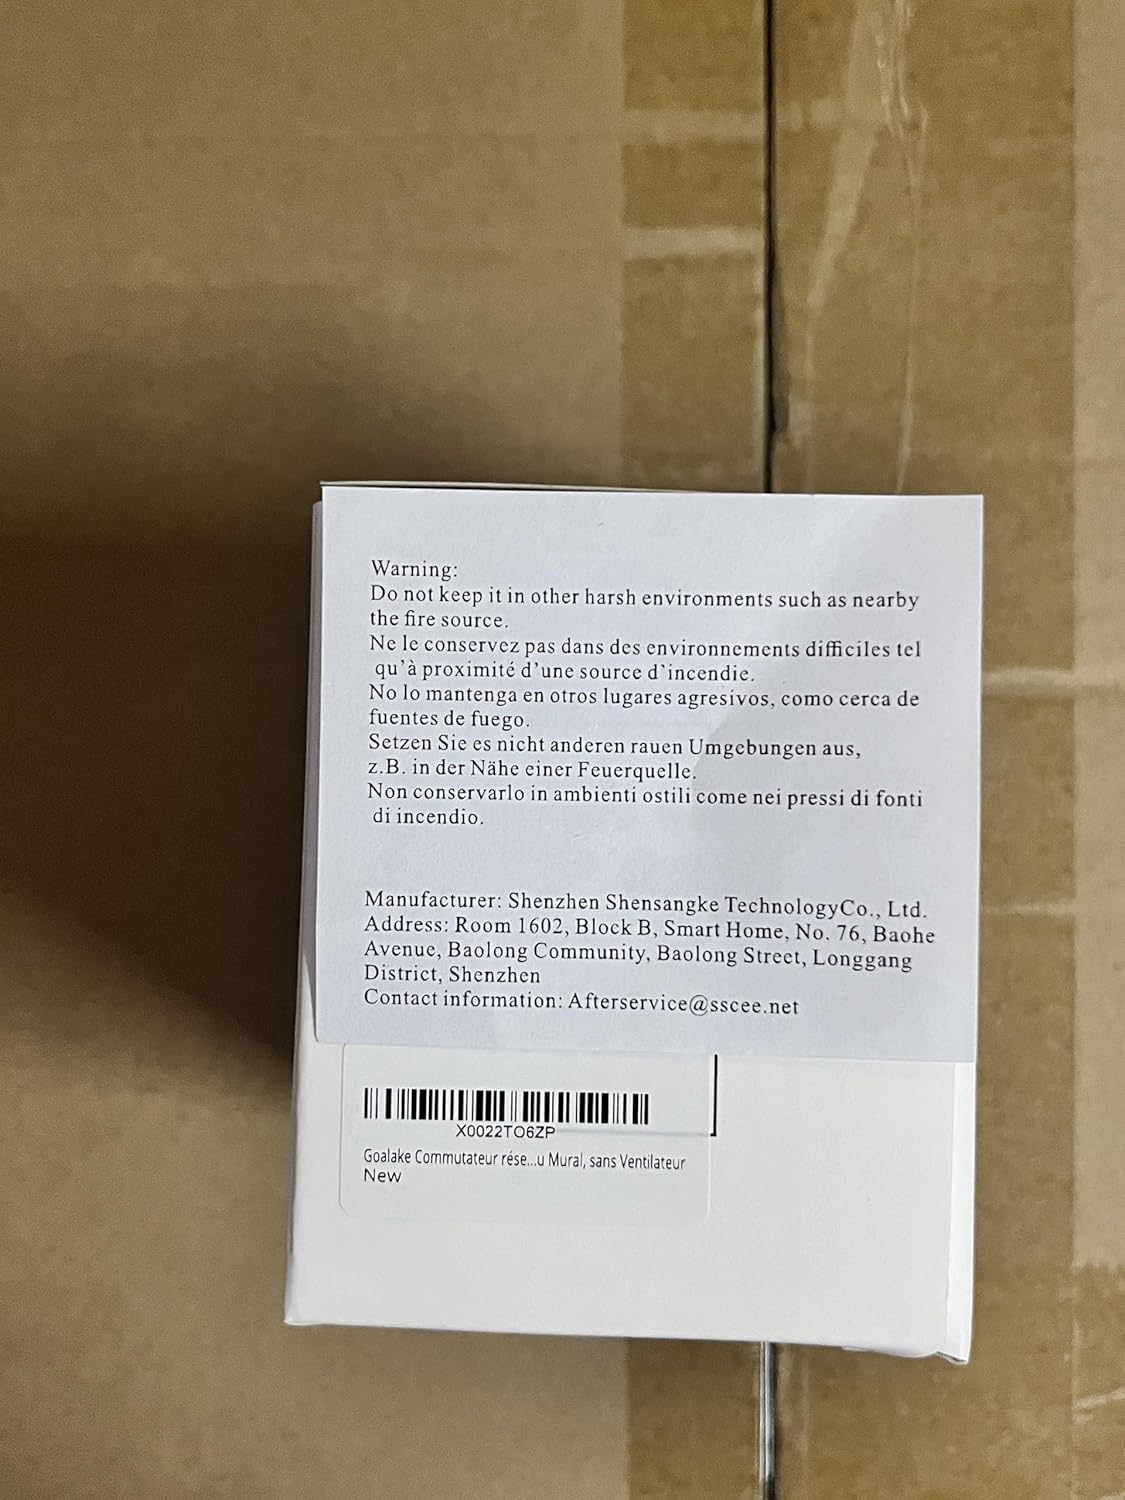 Warning:
Do not keep it in other harsh environments such as nearby
the fire source.
Ne le conservez pas dans des environnements difficiles tel
qu'à proximité d'une source d'incendie.
No lo mantenga en otros lugares agresivos, como cerca de
fuentes de fuego.
Setzen Sie es nicht anderen rauen Umgebungen aus,
z.B. in der Nähe einer Feuerquelle.
Non conservarlo in ambienti ostili come nei pressi di fonti
di incendio.
Manufacturer: Shenzhen Shensangke TechnologyCo., Ltd.
Address: Room 1602, Block B, Smart Home, No. 76, Baohe
Avenue, Baolong Community, Baolong Street, Longgang
District, Shenzhen
Contact information: Afterservice@sscee.net
X0022TO6ZP
Goalake Commutateur rése...u Mural, sans Ventilateur
New